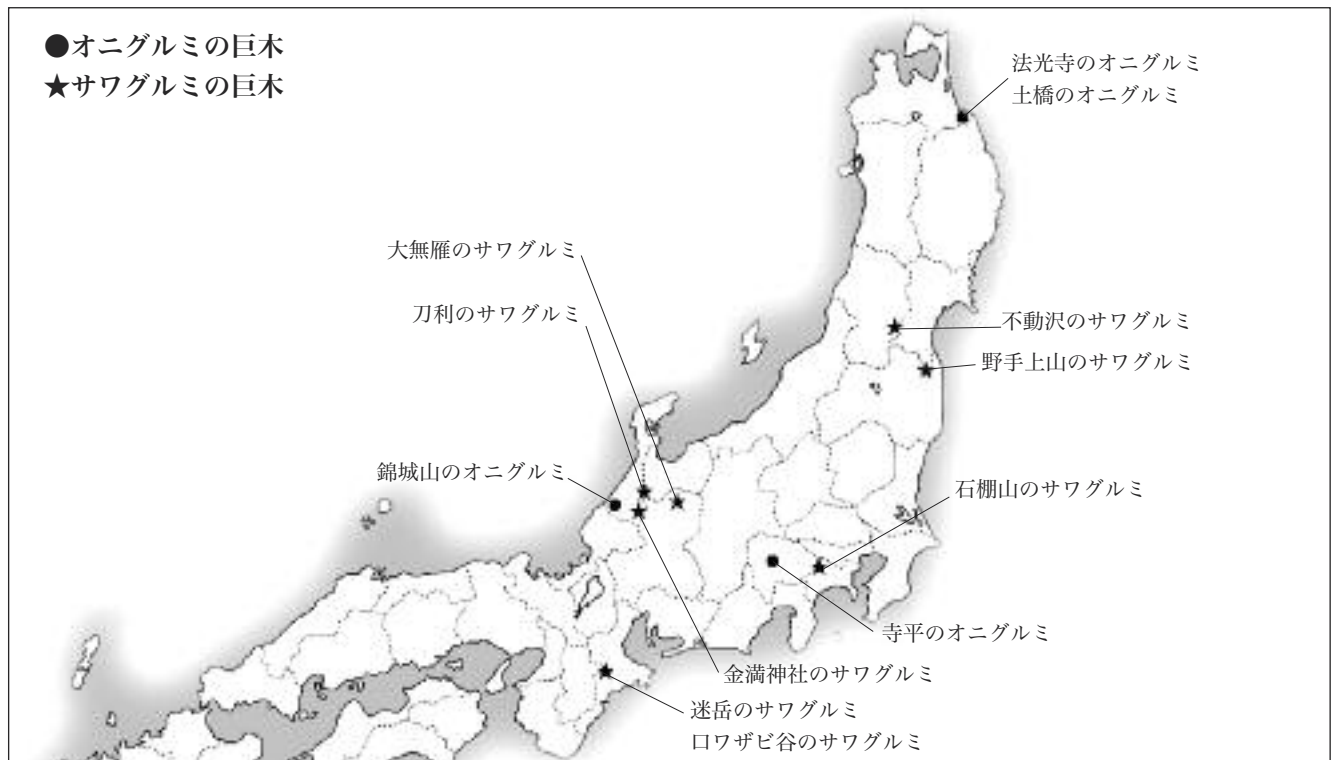 ●オニグルミの巨木
★サワグルミの巨木
法光寺のオニグルミ
土橋のオニグルミ
大無雁のサワグルミ
刀利のサワグルミ
不動沢のサワグルミ
野手上山のサワグルミ
錦城山のオニグルミ
石棚山のサワグルミ
寺平のオニグルミ
金満神社のサワグルミ
迷岳のサワグルミ
口ワザビ谷のサワグルミ